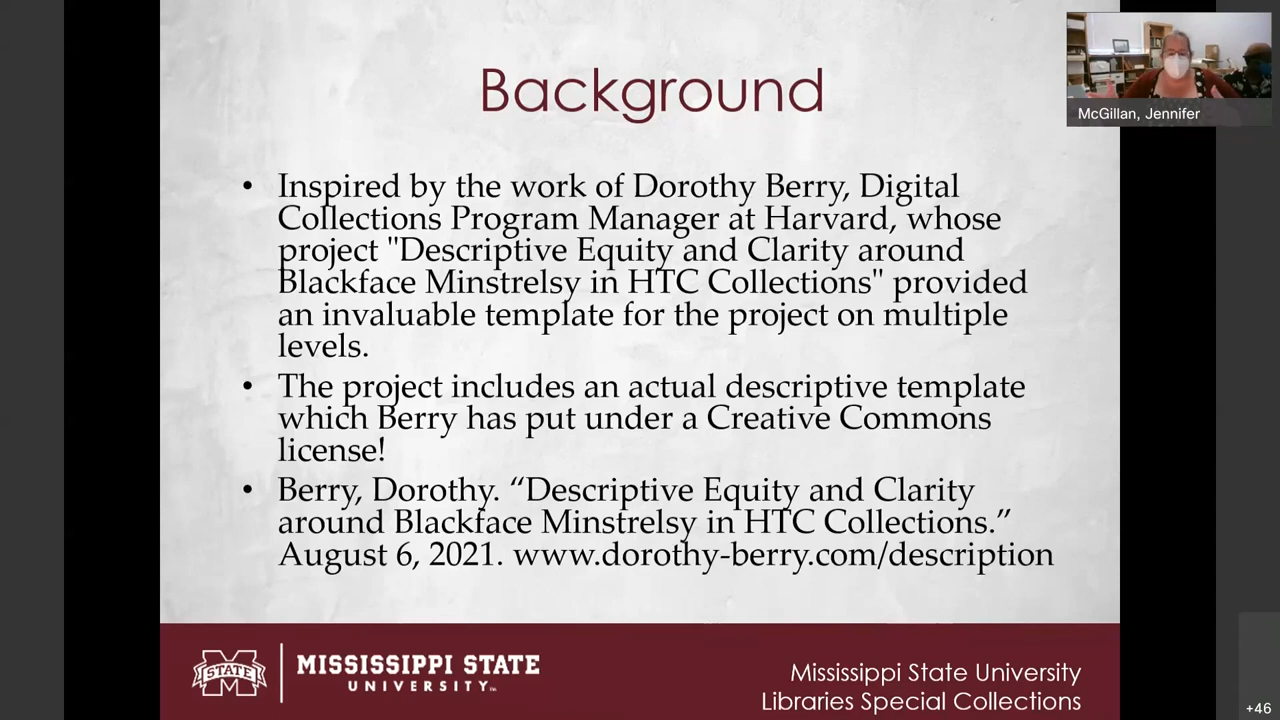 Background
McGillan, Jennifer
• Inspired by the work of Dorothy Berry, Digital
Collections Program Manager at Harvard, whose
project "Descriptive Equity and Clarity around
Blackface Minstrelsy in HTC Collections" provided
an invaluable template for the project on multiple
levels.
• The project includes an actual descriptive template
which Berry has put under a Creative Commons
license!
• Berry, Dorothy. “Descriptive Equity and Clarity
around Blackface Minstrelsy in HTC Collections.”
August 6, 2021. www.dorothy-berry.com/description
STATE
MISSISSIPPI STATE
UNIVERSITY™
Mississippi State University
Libraries Special Collections
+46